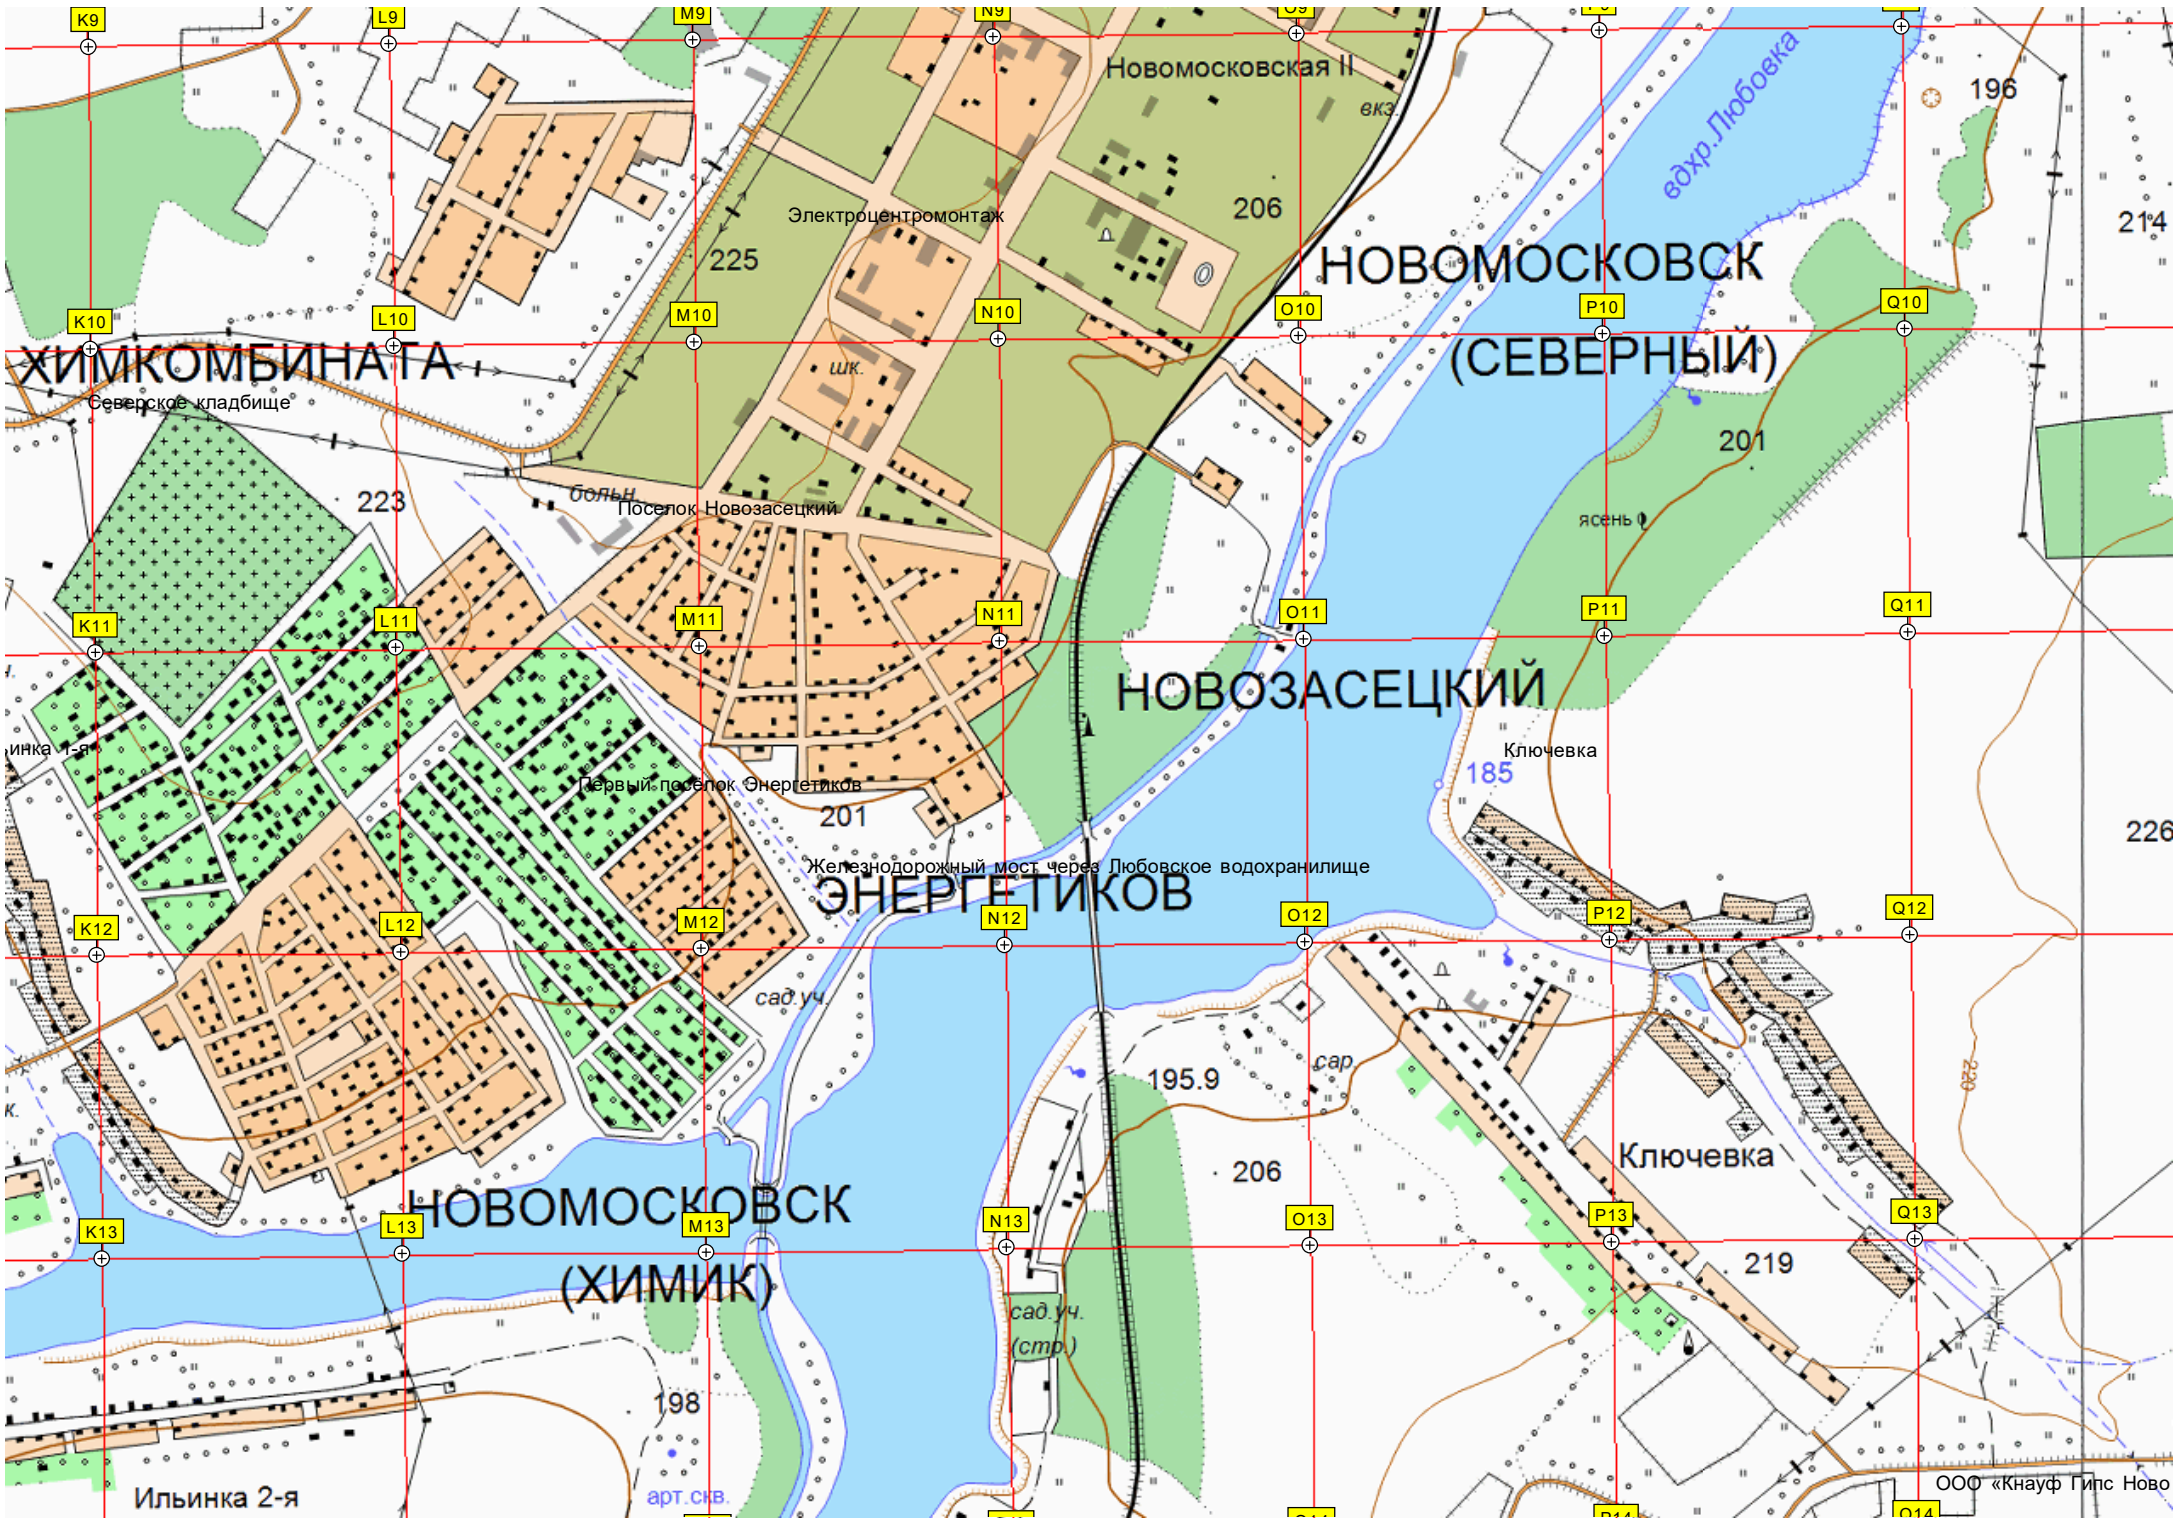 K9
L9
M9
N9
O9
Новомосковская II
вкз.
вдхр.Любовка
196
214
Электроцентромонтаж
206
225
НОВОМОСКОВСК
(СЕВЕРНЫЙ)
K10
L10
M10
N10
O10
P10
Q10
ХИМКОМБИНАТА
шк.
Северское кладбище
201
223
больн.
Поселок Новозасецкий
ясень
K11
L11
M11
N11
O11
P11
Q11
НОВОЗАСЕЦКИЙ
инка 1-я
Ключевка
185
Первый посёлок Энергетиков
201
226
Железнодорожный мост через Любовское водохранилище
ЭНЕРГЕТИКОВ
K12
L12
M12
N12
O12
P12
Q12
сад.уч.
сар.
195.9
220
к.
206
Ключевка
НОВОМОСКОВСК
(ХИМИК)
K13
L13
M13
N13
O13
P13
Q13
219
сад.уч.
(стр.)
198
арт.скв.
Ильинка 2-я
ООО «Кнауф Гипс Ново
P14
Q14